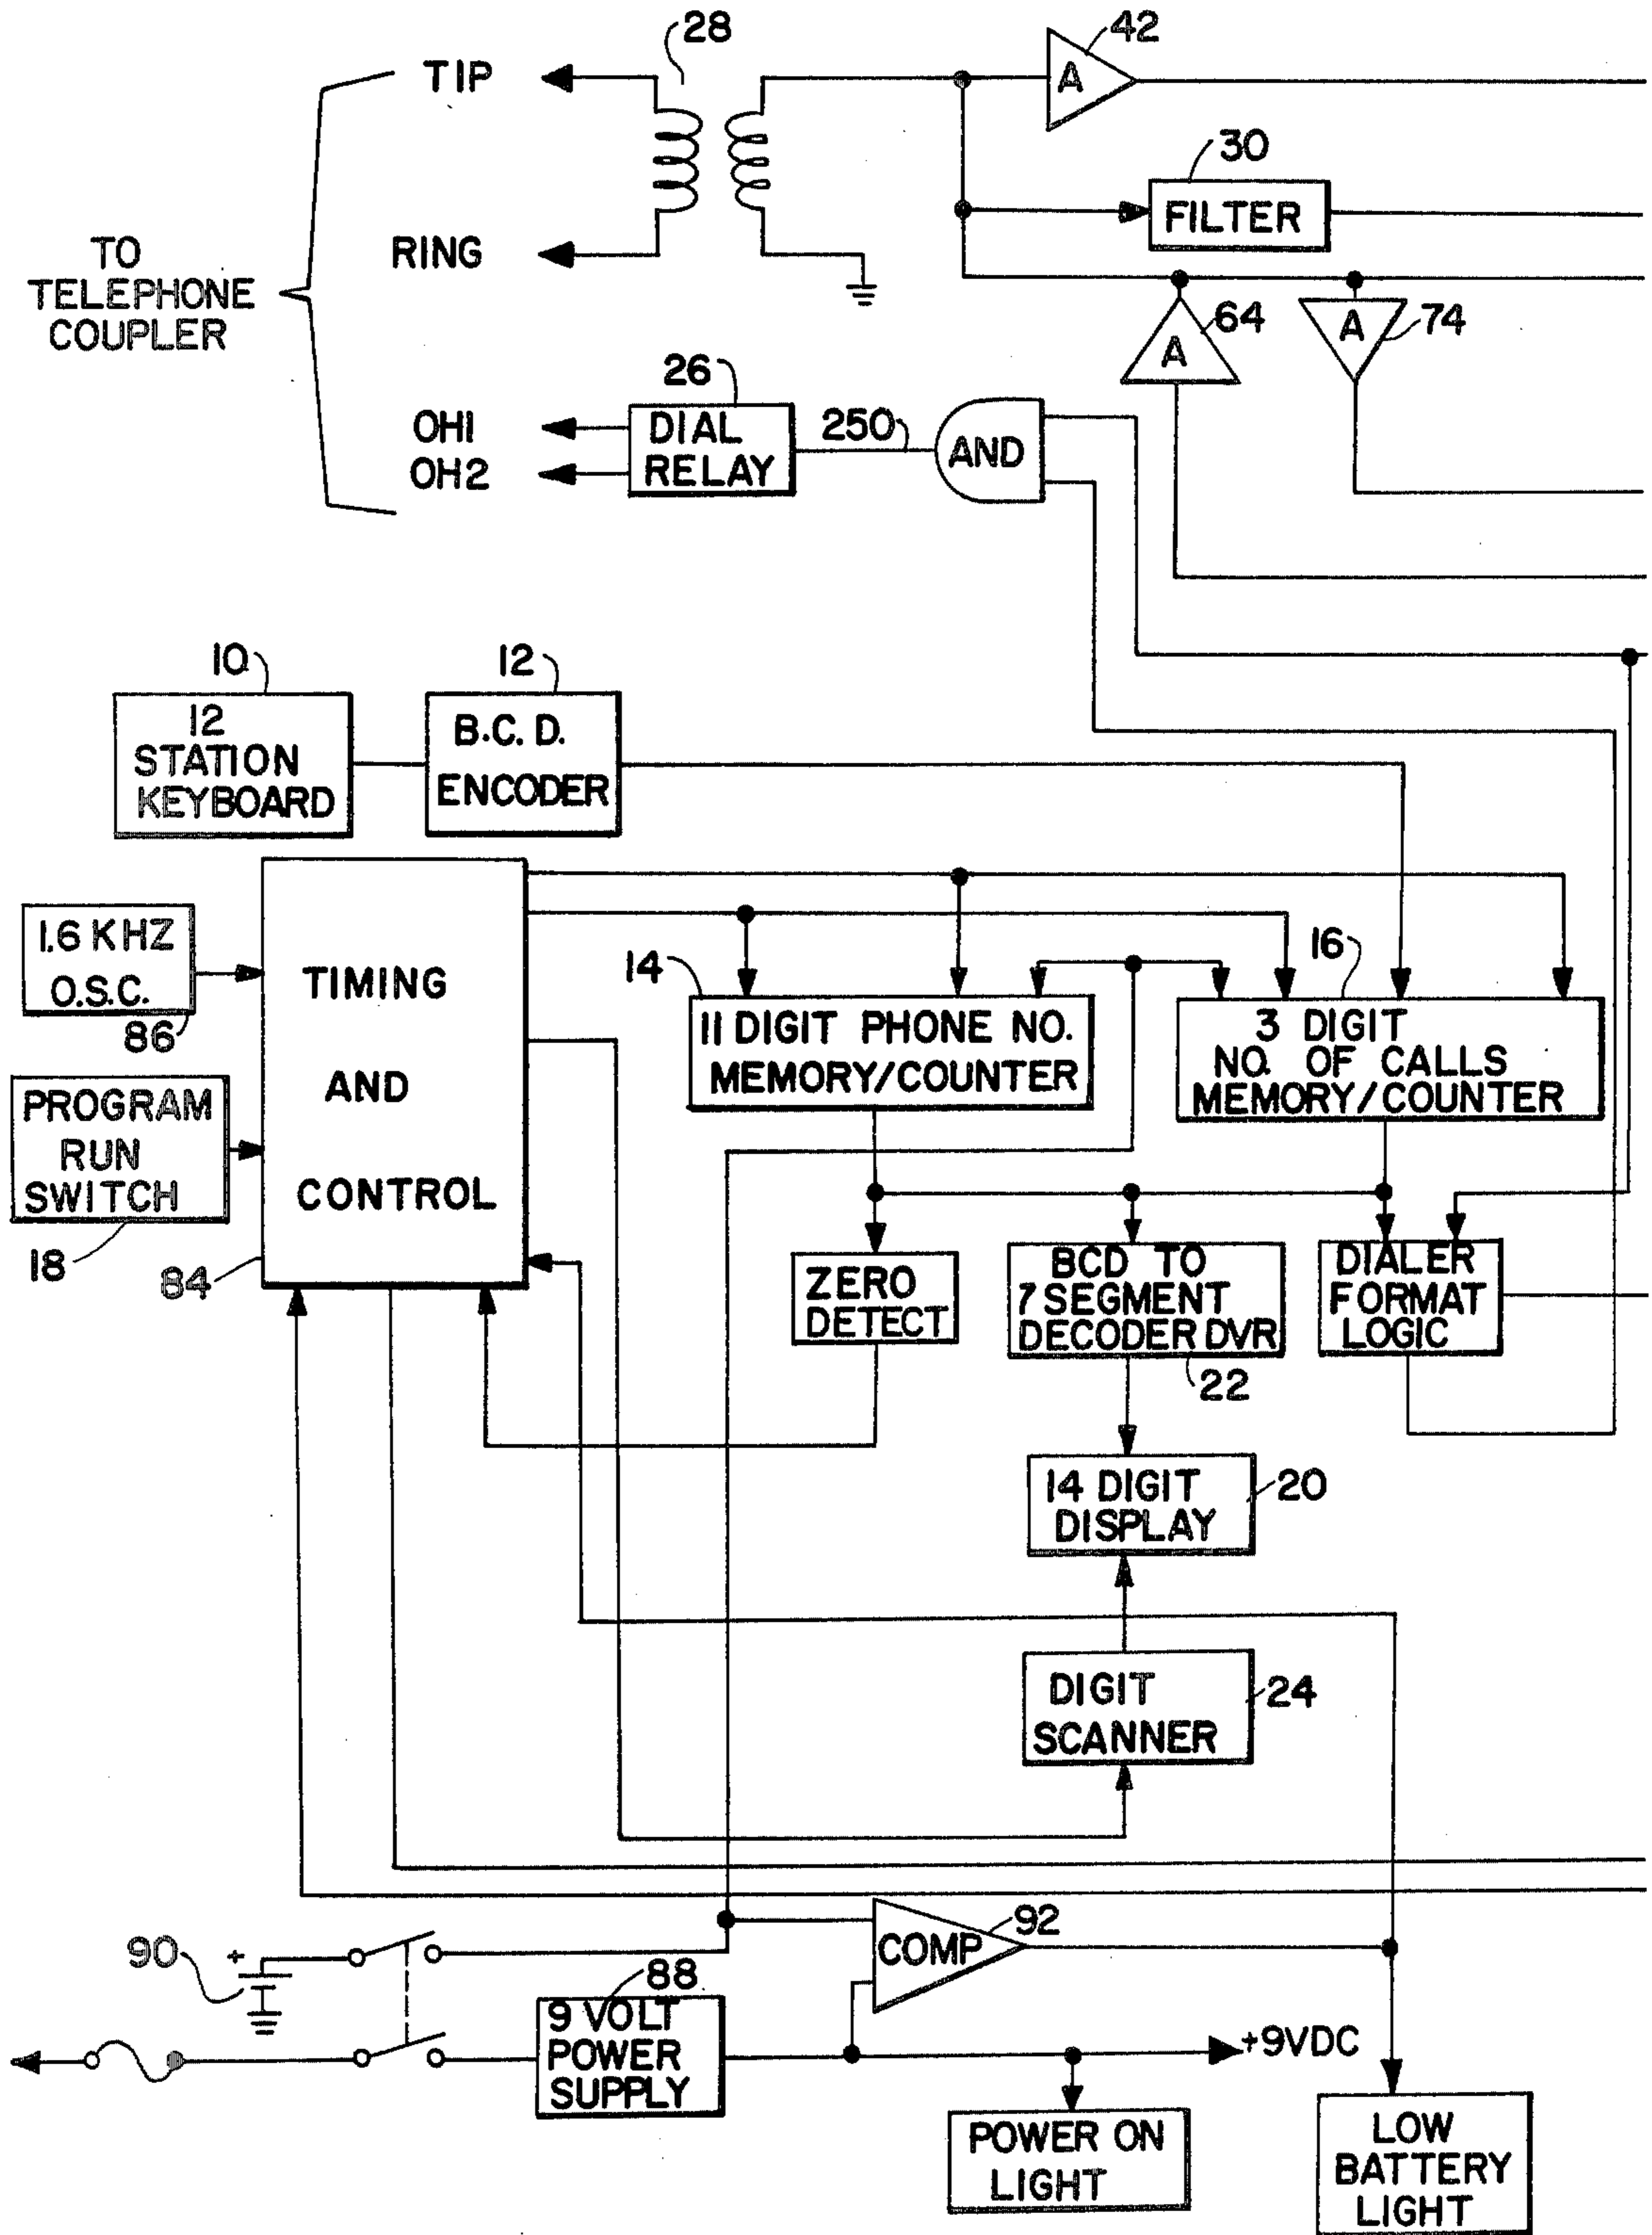 28
42
TIP
A
30
FILTER
TO
TELEPHONE
COUPLER
RING
64
A
74
A
26
DIAL
RELAY
OH1
OH2
250
AND
10
12
STATION
KEYBOARD
12
B.C.D.
ENCODER
1.6 KHZ
O.S.C.
86
TIMING
AND
CONTROL
84
PROGRAM
RUN
SWITCH
18
14
11 DIGIT PHONE NO.
MEMORY/COUNTER
16
3 DIGIT
NO. OF CALLS
MEMORY/COUNTER
ZERO
DETECT
BCD TO
7 SEGMENT
DECODER DVR
22
DIALER
FORMAT
LOGIC
14 DIGIT
DISPLAY
20
DIGIT
SCANNER
24
90
+
88
9 VOLT
POWER
SUPPLY
COMP
92
+9VDC
POWER ON
LIGHT
LOW
BATTERY
LIGHT